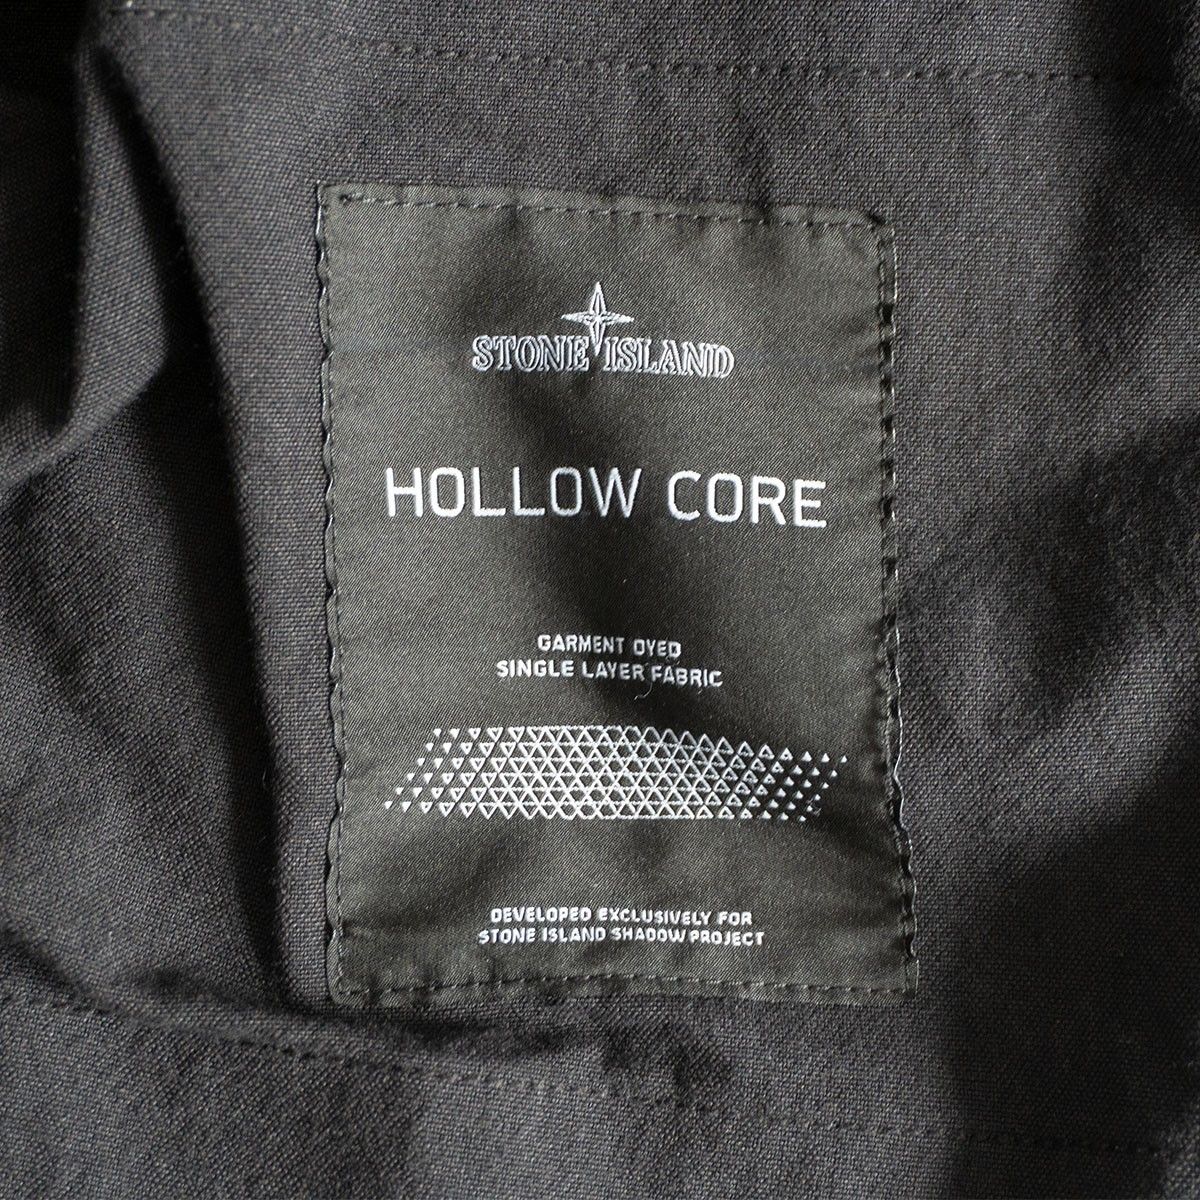 STONE ISLAND
HOLLOW CORE
GARMENT DYED
SINGLE LAYER FABRIC
DEVELOPED EXCLUSIVELY FOR
STONE ISLAND SHADOW PROJECT